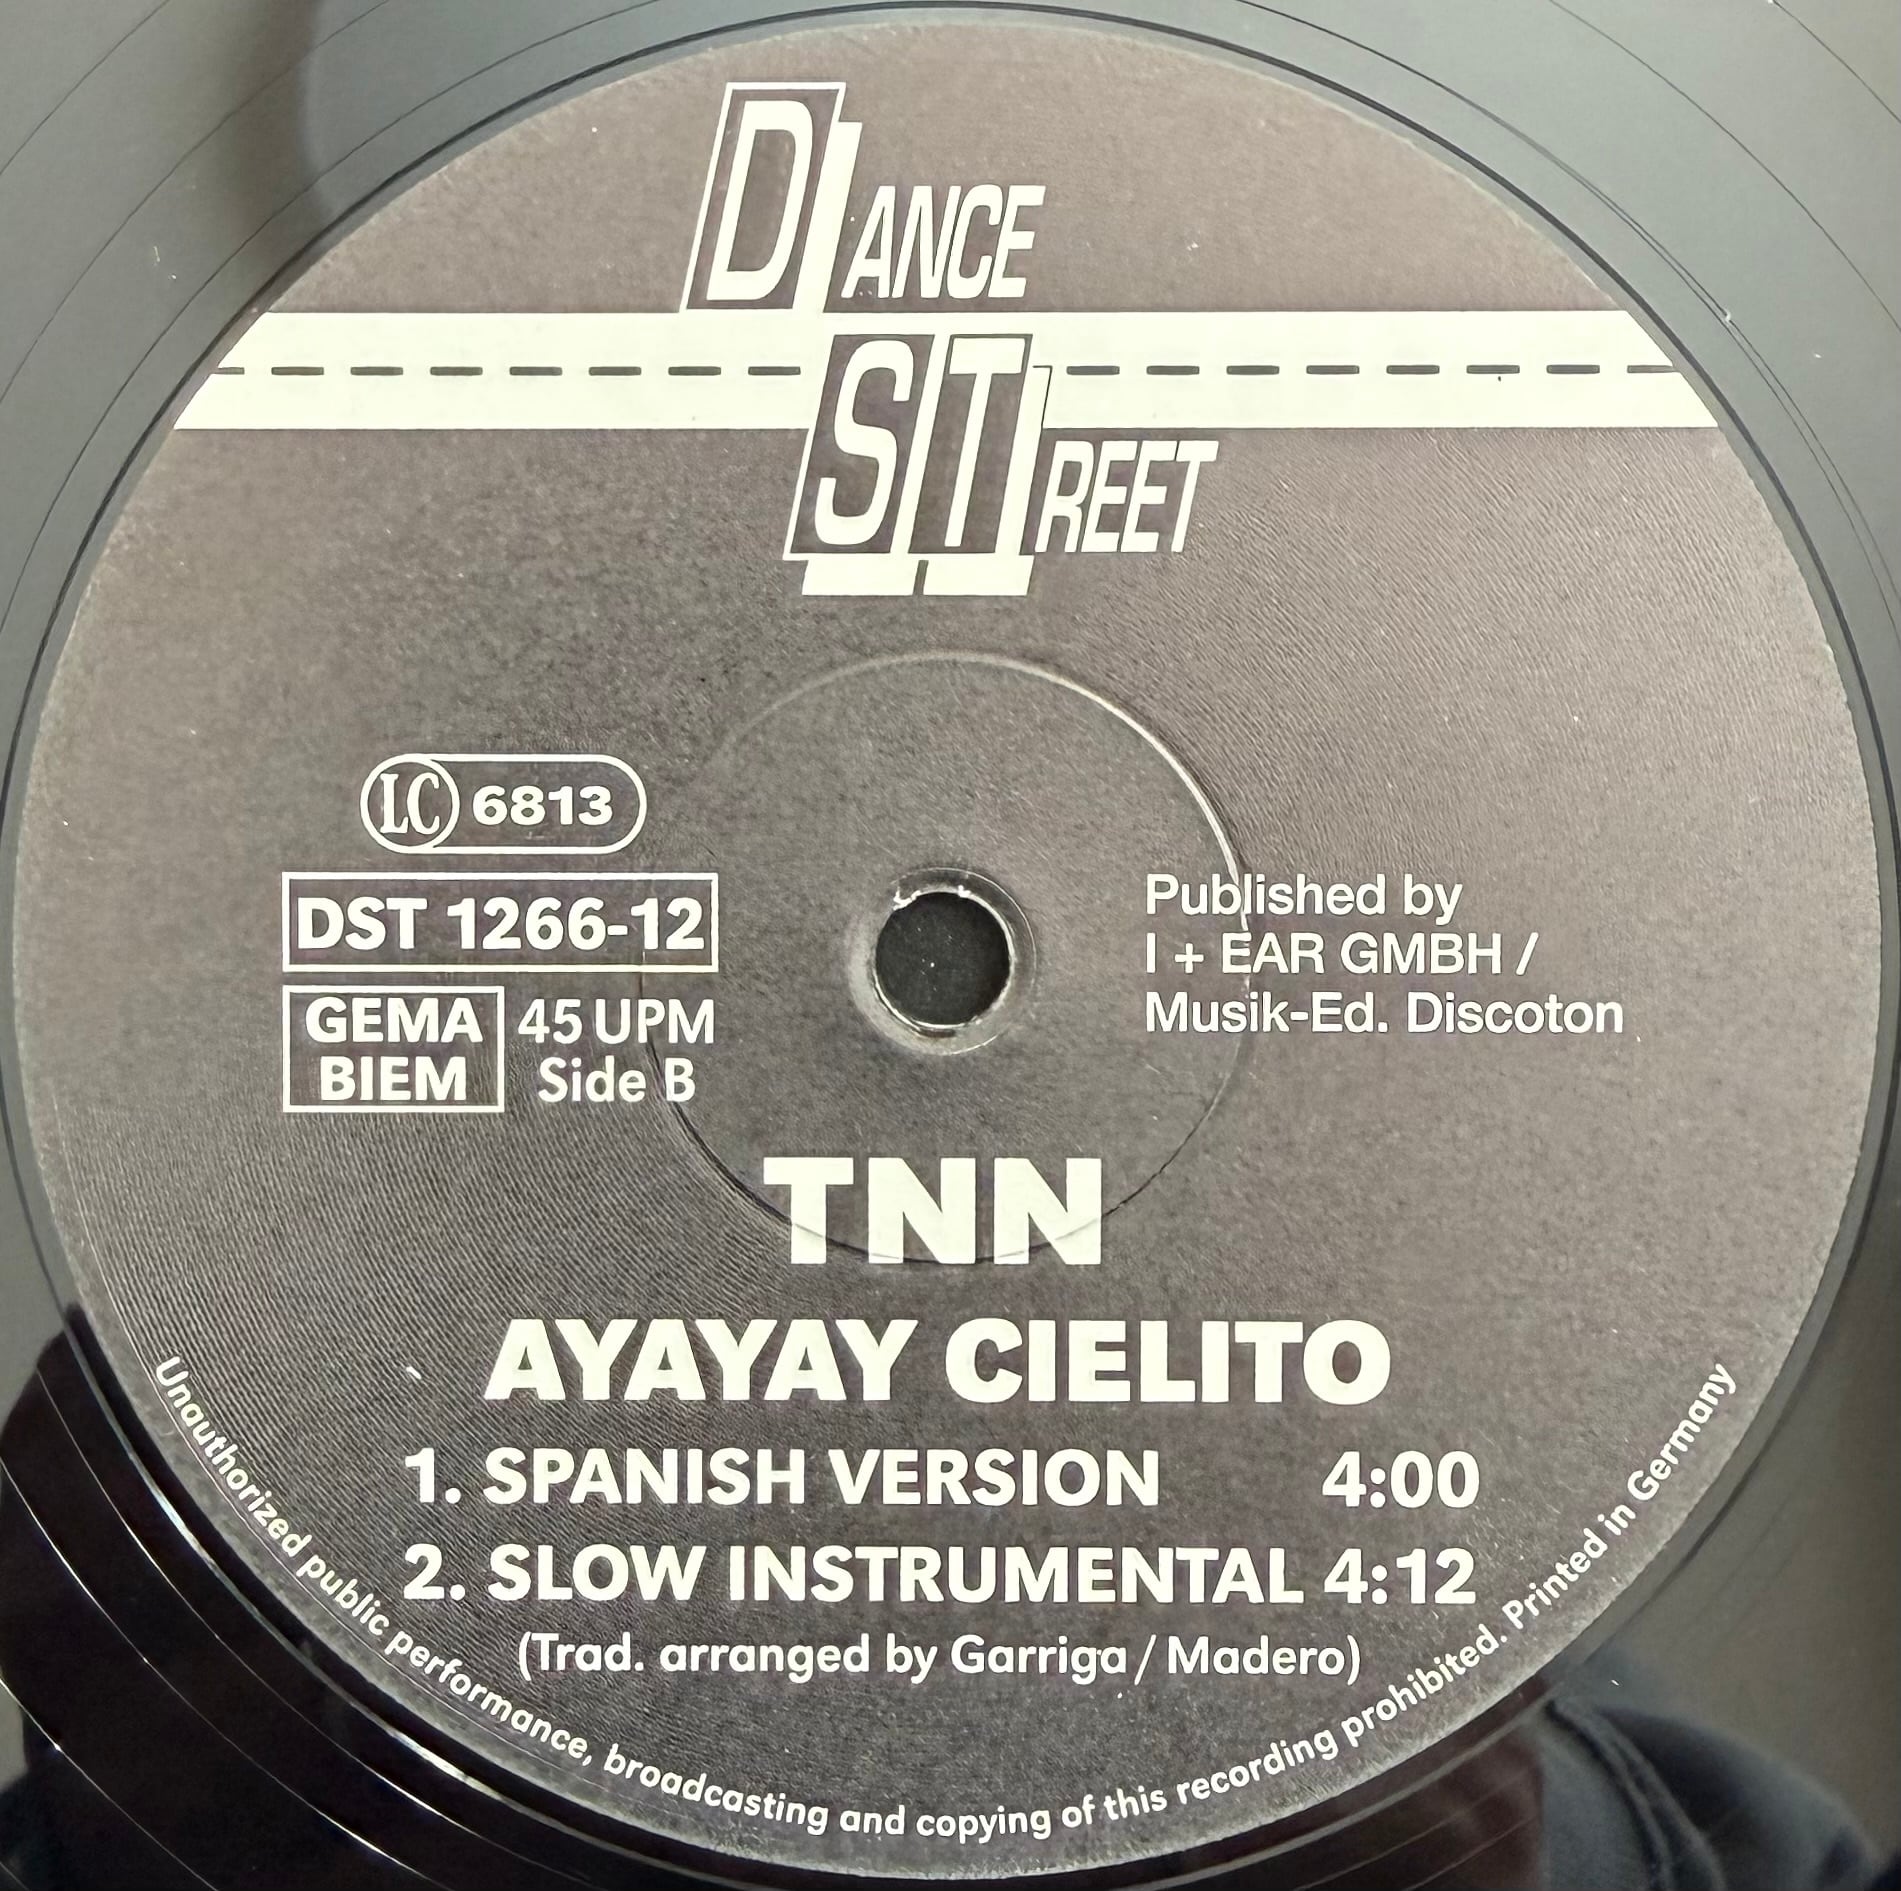 DANCE
STREET
LC 6813
DST 1266-12
GEMA
BIEM
45 UPM
Side B
Published by
I + EAR GMBH /
Musik-Ed. Discoton
TNN
AYAYAY CIELITO
1. SPANISH VERSION 4:00
2. SLOW INSTRUMENTAL 4:12
(Trad. arranged by Garriga / Madero)
Unauthorized public performance, broadcasting and copying of this recording prohibited. Printed in Germany